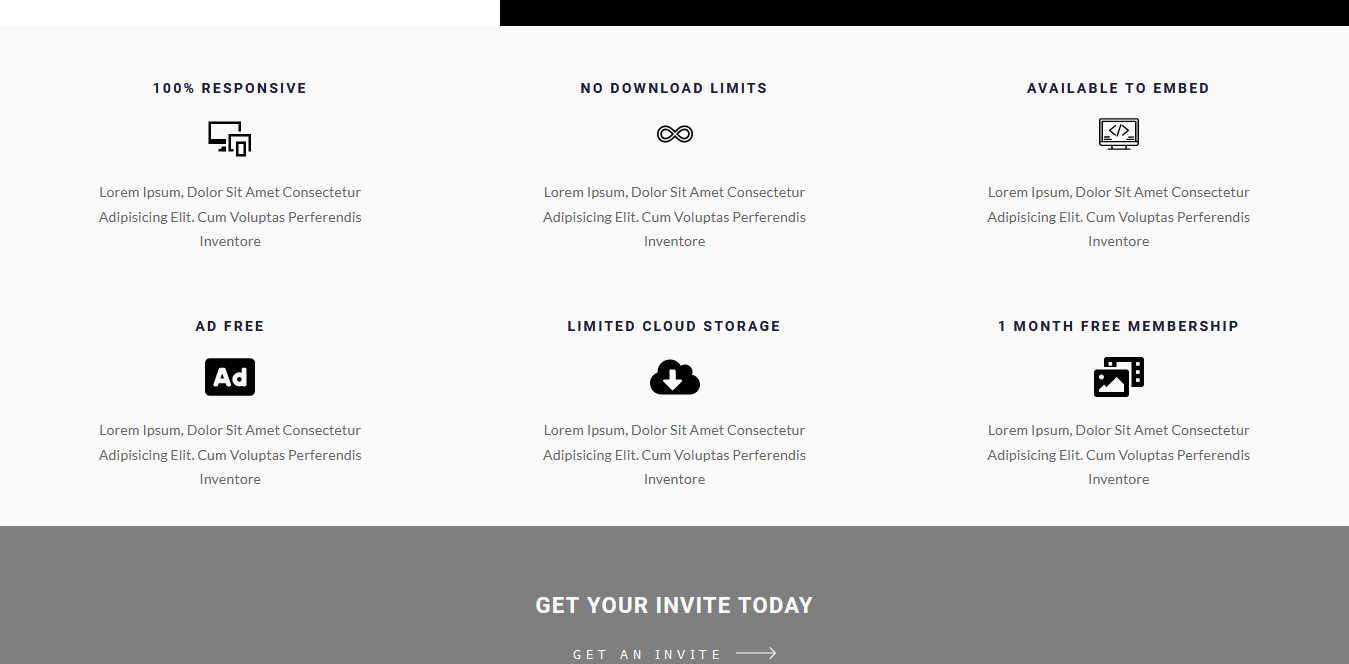 100% RESPONSIVE
Lorem Ipsum, Dolor Sit Amet Consectetur
Adipisicing Elit. Cum Voluptas Perferendis
Inventore
NO DOWNLOAD LIMITS
Lorem Ipsum, Dolor Sit Amet Consectetur
Adipisicing Elit. Cum Voluptas Perferendis
Inventore
AVAILABLE TO EMBED
</>
Lorem Ipsum, Dolor Sit Amet Consectetur
Adipisicing Elit. Cum Voluptas Perferendis
Inventore
AD FREE
Ad
Lorem Ipsum, Dolor Sit Amet Consectetur
Adipisicing Elit. Cum Voluptas Perferendis
Inventore
LIMITED CLOUD STORAGE
Lorem Ipsum, Dolor Sit Amet Consectetur
Adipisicing Elit. Cum Voluptas Perferendis
Inventore
1 MONTH FREE MEMBERSHIP
Lorem Ipsum, Dolor Sit Amet Consectetur
Adipisicing Elit. Cum Voluptas Perferendis
Inventore
GET YOUR INVITE TODAY
GET AN INVITE